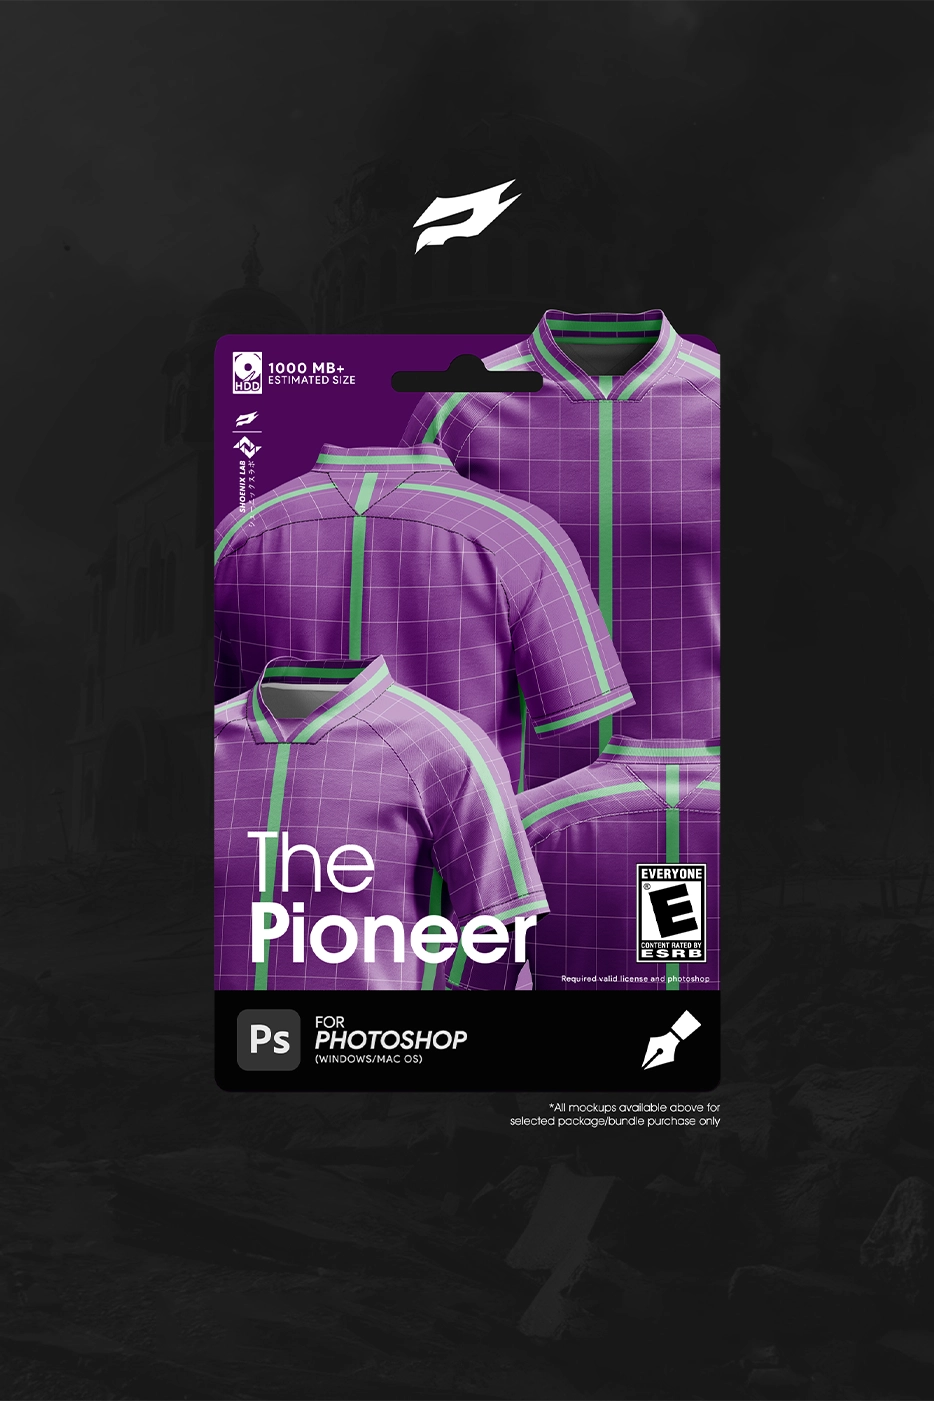 HDD
1000 MB+
ESTIMATED SIZE
SHOENIX LAB
The
Pioneer
EVERYONE
®
E
CONTENT RATED BY
ESRB
Required valid license and photoshop
Ps
FOR
PHOTOSHOP
(WINDOWS/MAC OS)
*All mockups available above for
selected package/bundle purchase only